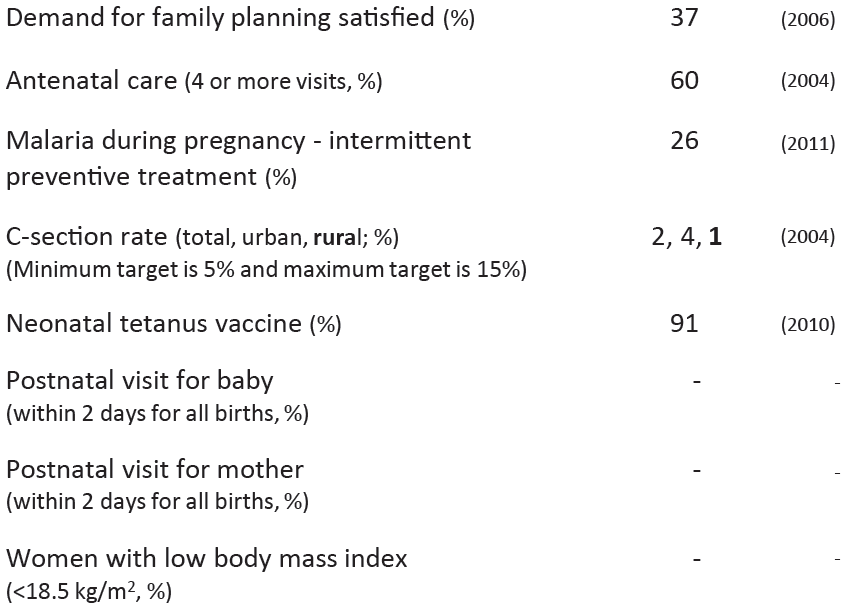 Demand for family planning satisfied (%) 37 (2006)
Antenatal care (4 or more visits, %) 60 (2004)
Malaria during pregnancy - intermittent 26 (2011)
preventive treatment (%)
C-section rate (total, urban, rural; %) 2, 4, 1 (2004)
(Minimum target is 5% and maximum target is 15%)
Neonatal tetanus vaccine (%) 91 (2010)
Postnatal visit for baby - -
(within 2 days for all births, %)
Postnatal visit for mother - -
(within 2 days for all births, %)
Women with low body mass index - -
(<18.5 kg/m², %)